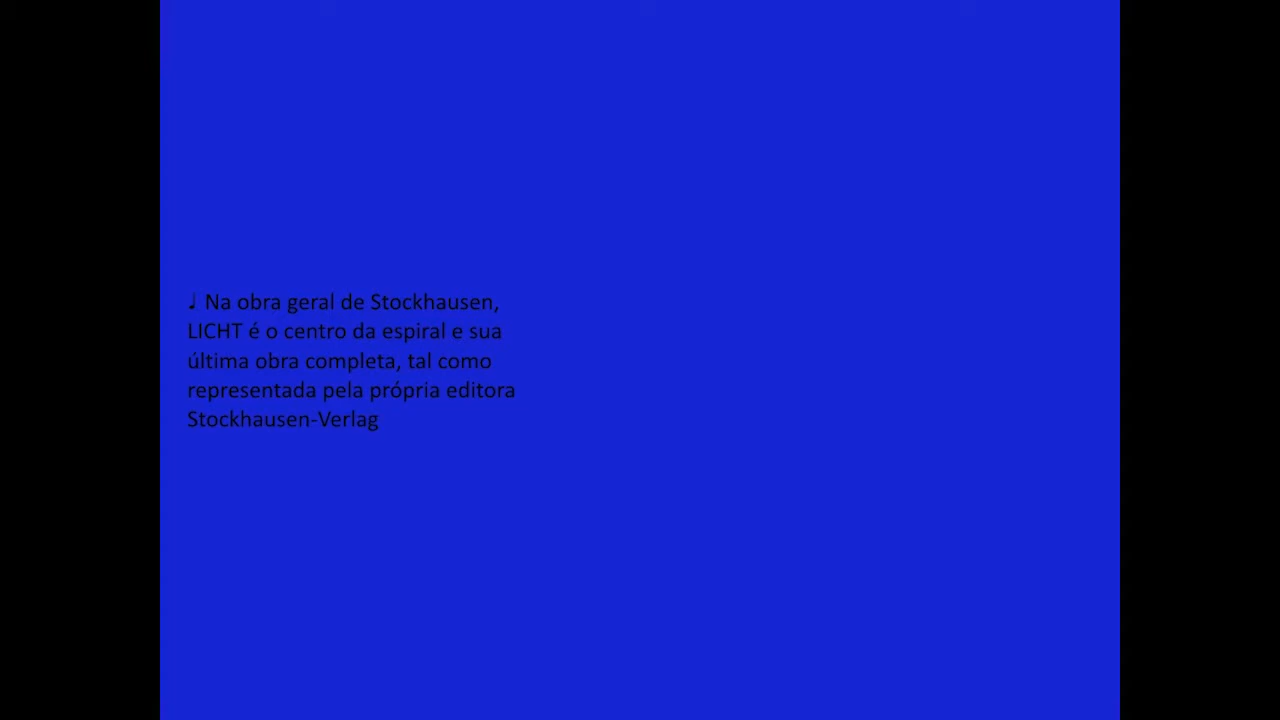 ♩ Na obra geral de Stockhausen,
LICHT é o centro da espiral e sua
última obra completa, tal como
representada pela própria editora
Stockhausen-Verlag